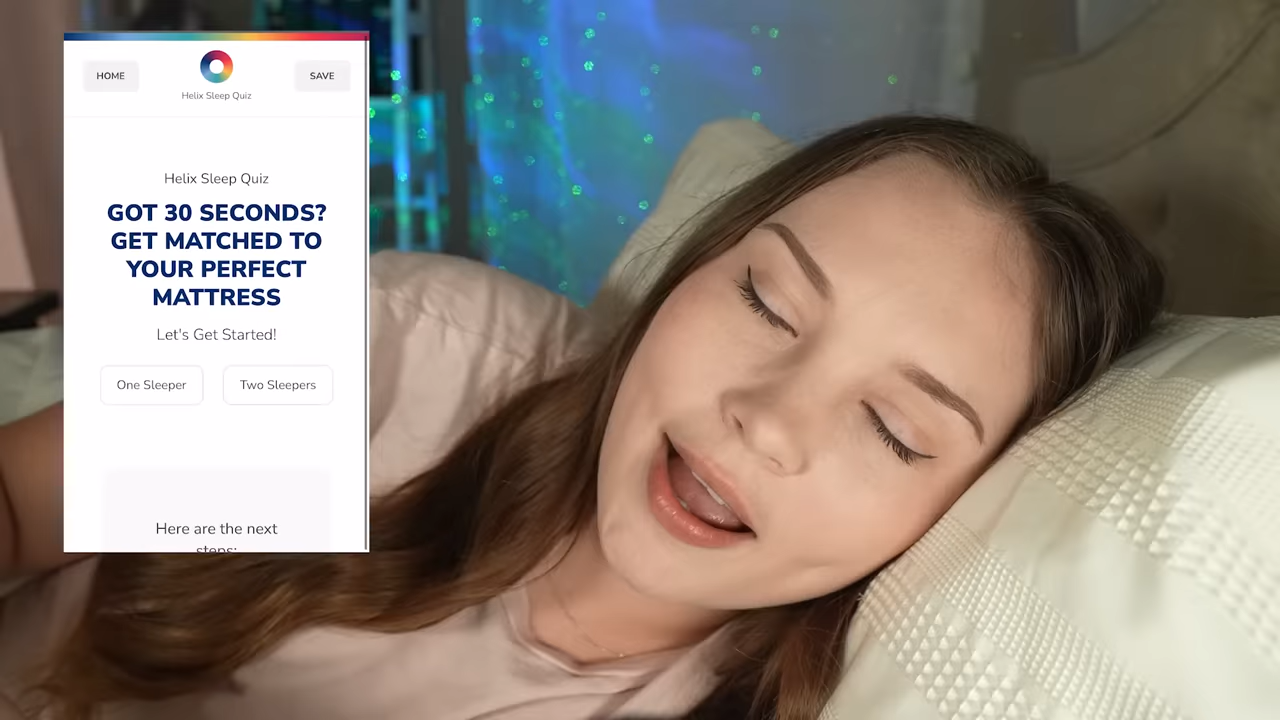 HOME
SAVE
Helix Sleep Quiz
Helix Sleep Quiz
GOT 30 SECONDS?
GET MATCHED TO
YOUR PERFECT
MATTRESS
Let's Get Started!
One Sleeper
Two Sleepers
Here are the next
steps: